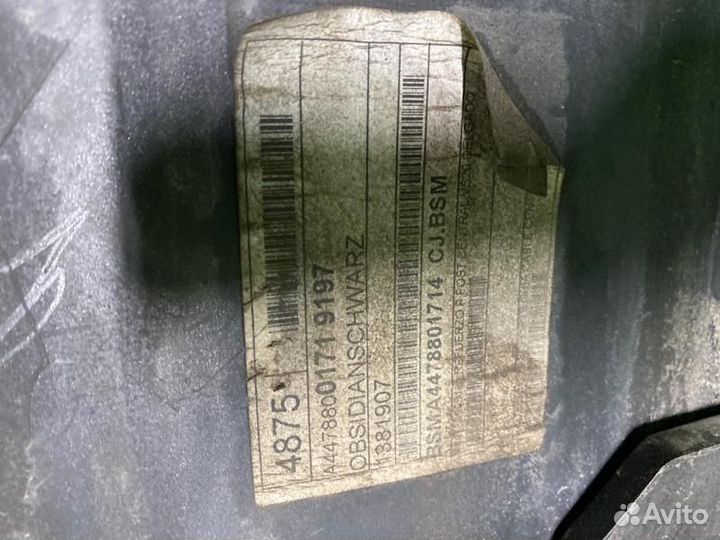 4875
A4478800171 9197
OBSIDIANSCHWARZ
1381907
BSMA4478801714 CJ.BSM
Avito